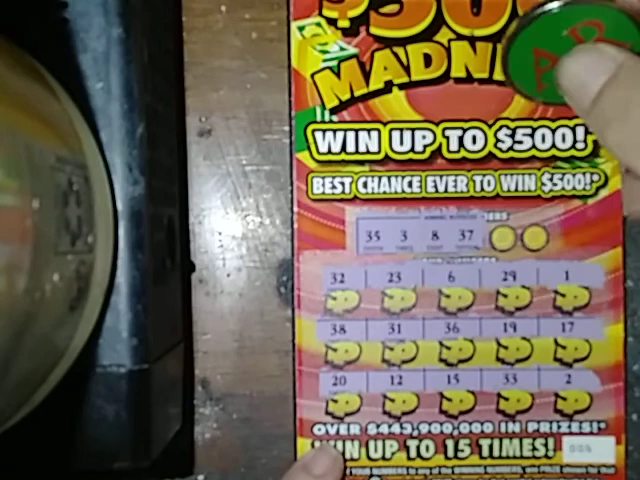 $500
MADN
WIN UP TO $500!
BEST CHANCE EVER TO WIN $500!*
35 3 8 37
32 23 6 29 1
38 31 36 19 17
20 12 15 33 2
OVER $443,900,000 IN PRIZES!*
WIN UP TO 15 TIMES!